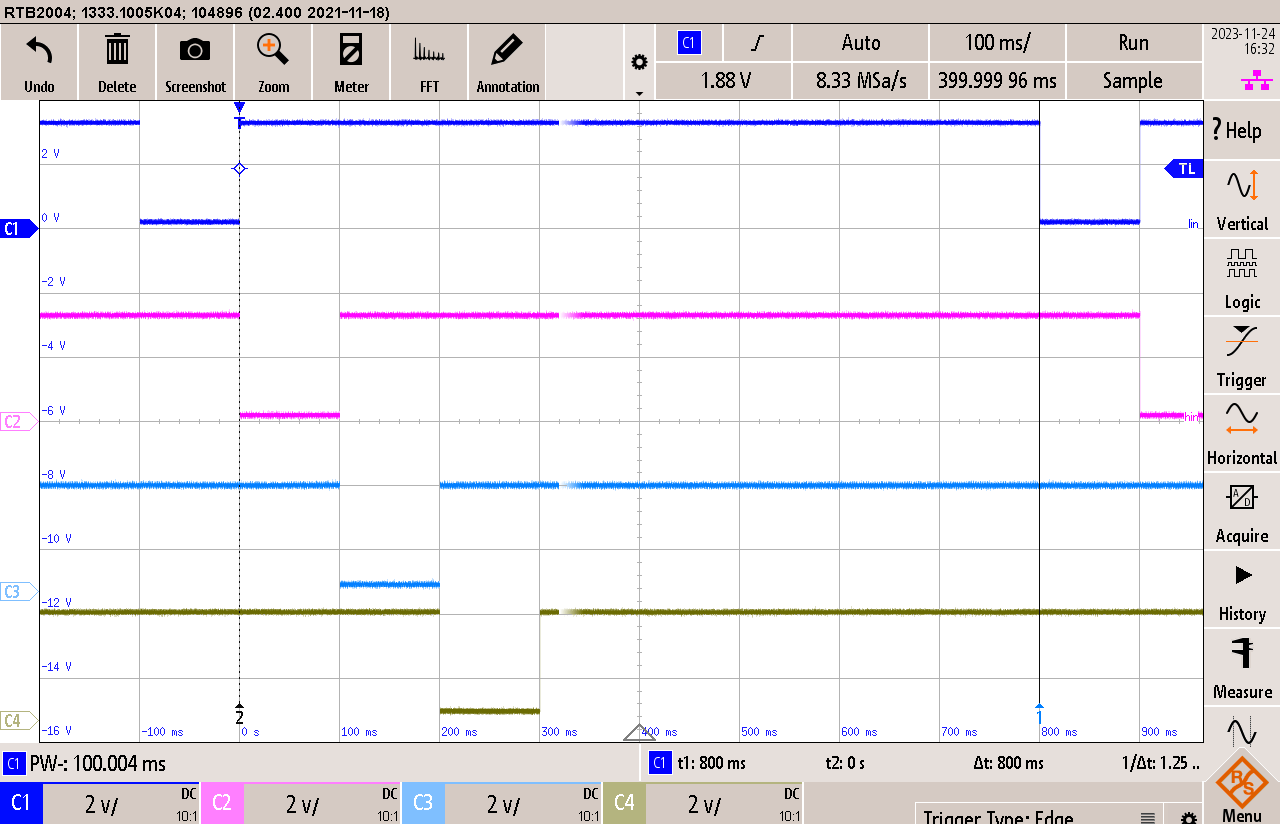 RTB2004; 1333.1005K04; 104896 (02.400 2021-11-18)
Undo Delete Screenshot Zoom Meter FFT Annotation
C1 Auto 100 ms/ Run
1.88 V 8.33 MSa/s 399.999 96 ms Sample
2023-11-24
16:32
? Help
Vertical
Logic
Trigger
Horizontal
A
D
Acquire
History
Measure
R&S
Menu
T
TL
2 V
0 V
C1
lin
-2 V
-4 V
-6 V
C2
hin
-8 V
-10 V
C3
-12 V
-14 V
C4
-16 V
2
1
-100 ms 0 s 100 ms 200 ms 300 ms 400 ms 500 ms 600 ms 700 ms 800 ms 900 ms
C1 PW-: 100.004 ms
C1 t1: 800 ms t2: 0 s Δt: 800 ms 1/Δt: 1.25 ..
C1 2 V/ DC 10:1
C2 2 V/ DC 10:1
C3 2 V/ DC 10:1
C4 2 V/ DC 10:1
Trigger Type: Edge